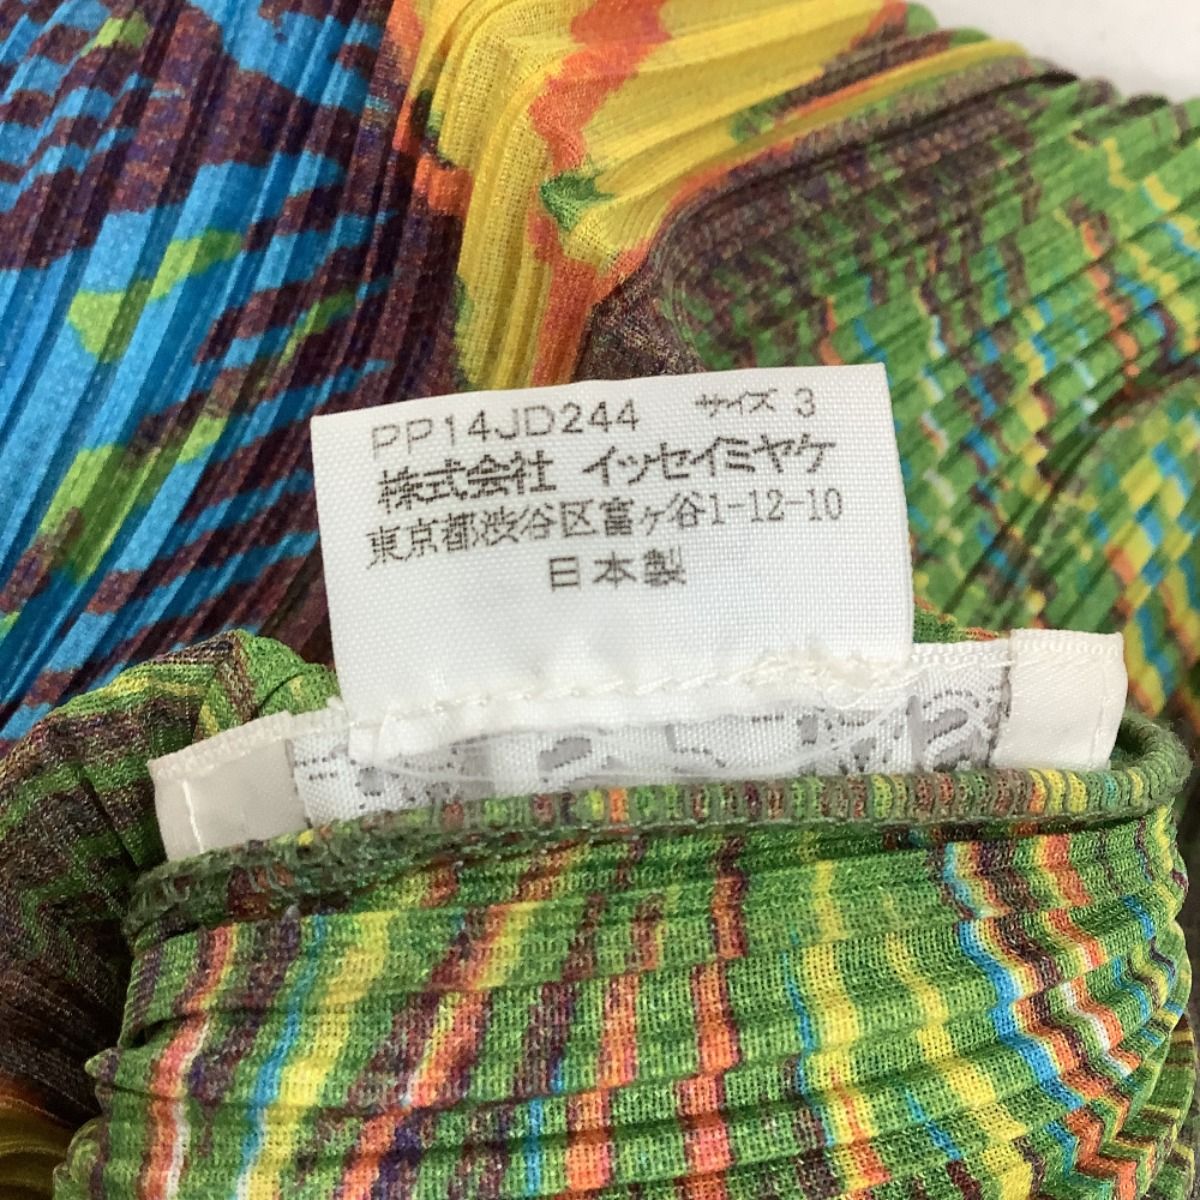 PP14JD244 サイズ 3
株式会社 イッセイミヤケ
東京都渋谷区富ヶ谷1-12-10
日本製